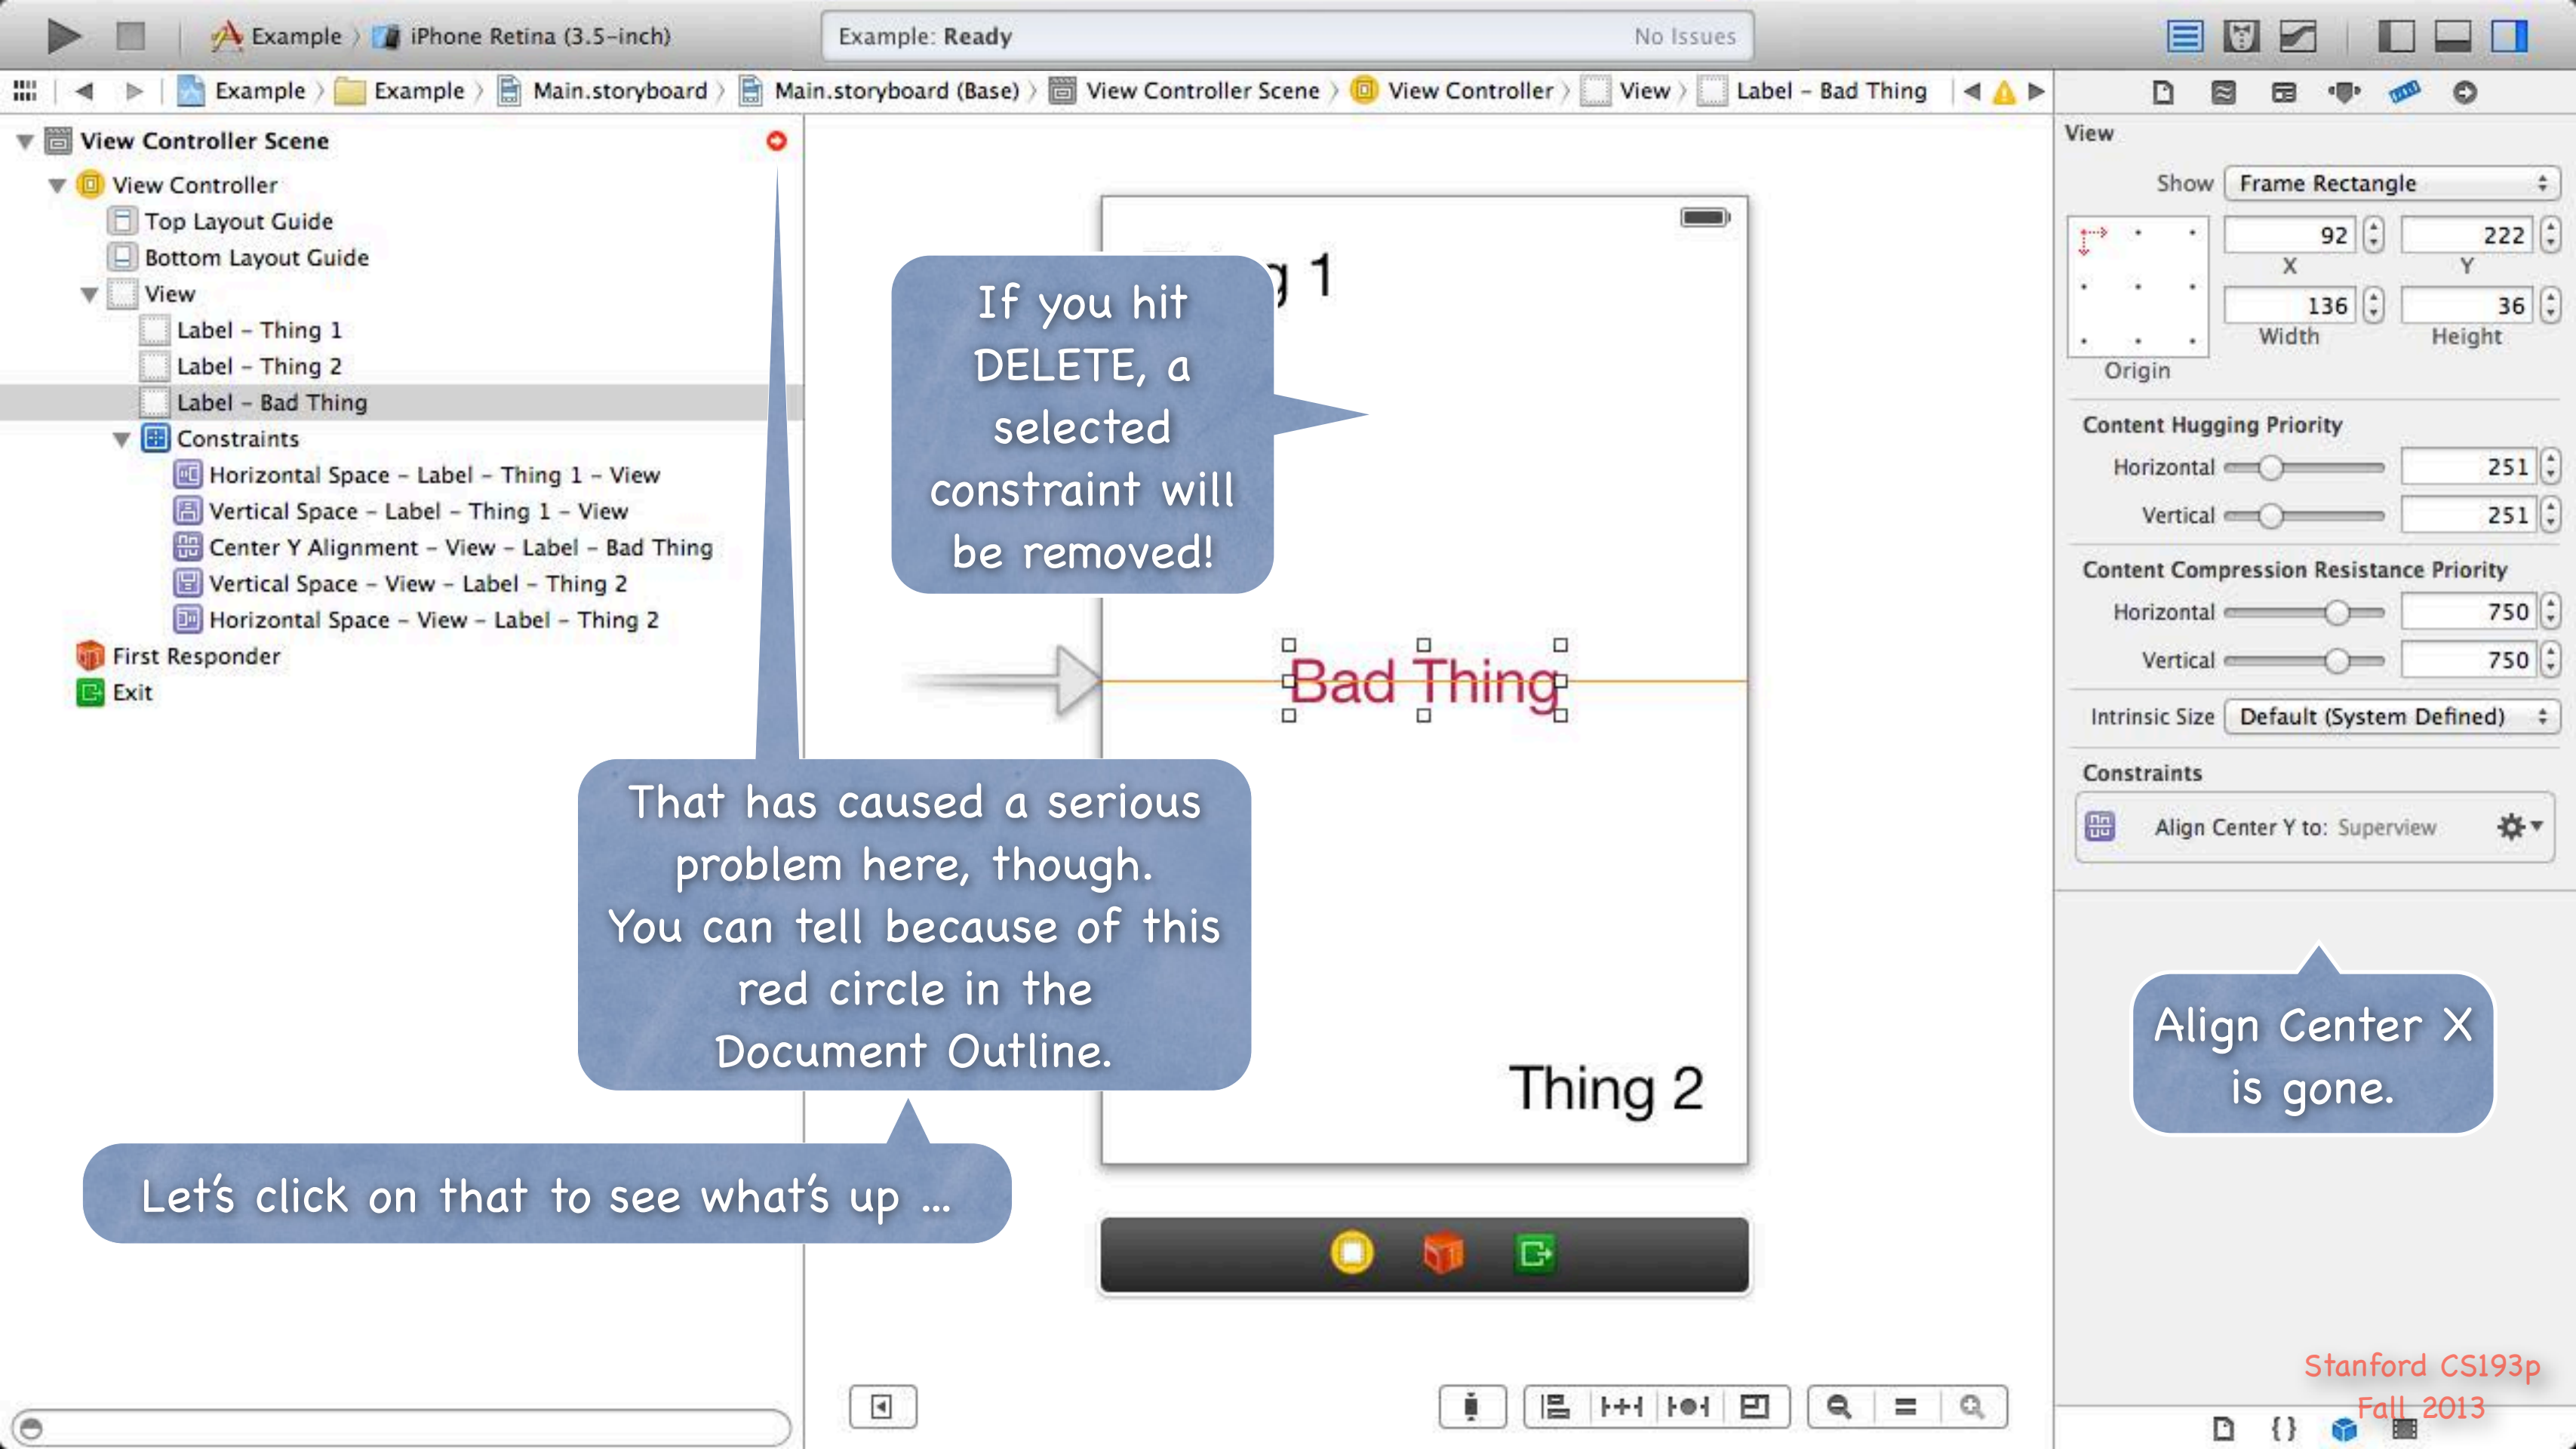 Example
iPhone Retina (3.5-inch)
Example: Ready
No Issues
Example
Example
Main.storyboard
Main.storyboard (Base)
View Controller Scene
View Controller
View
Label – Bad Thing
View Controller Scene
View Controller
Top Layout Guide
Bottom Layout Guide
View
Label – Thing 1
Label – Thing 2
Label – Bad Thing
Constraints
Horizontal Space – Label – Thing 1 – View
Vertical Space – Label – Thing 1 – View
Center Y Alignment – View – Label – Bad Thing
Vertical Space – View – Label – Thing 2
Horizontal Space – View – Label – Thing 2
First Responder
Exit
g 1
If you hit
DELETE, a
selected
constraint will
be removed!
Bad Thing
That has caused a serious
problem here, though.
You can tell because of this
red circle in the
Document Outline.
Let's click on that to see what's up ...
Thing 2
View
Show Frame Rectangle
92 222
X Y
136 36
Width Height
Origin
Content Hugging Priority
Horizontal 251
Vertical 251
Content Compression Resistance Priority
Horizontal 750
Vertical 750
Intrinsic Size Default (System Defined)
Constraints
Align Center Y to: Superview
Align Center X
is gone.
Stanford CS193p
Fall 2013
{ }